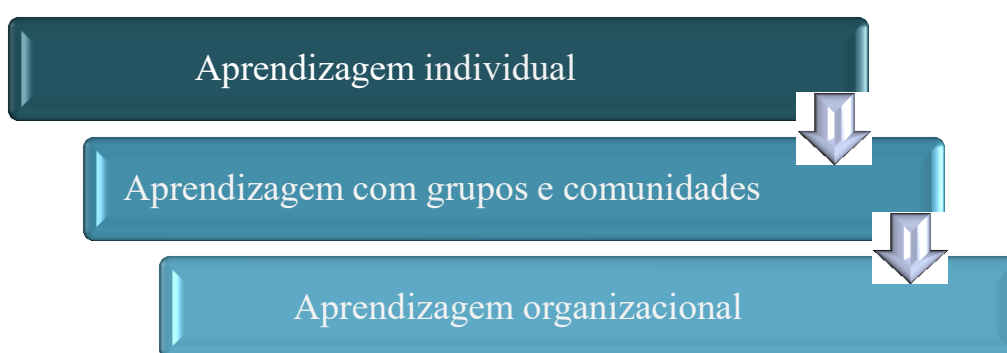 Aprendizagem individual
Aprendizagem com grupos e comunidades
Aprendizagem organizacional